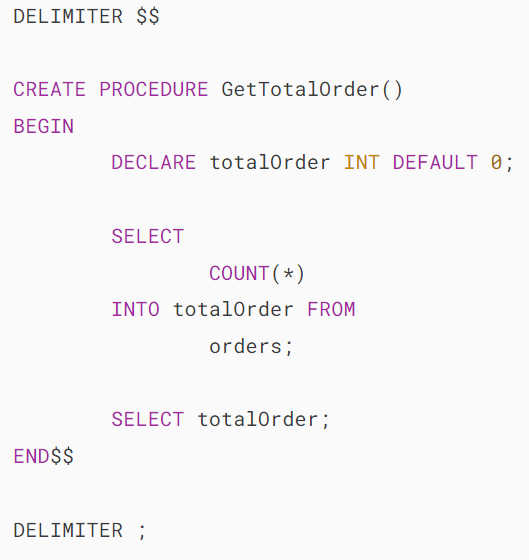 DELIMITER $$
CREATE PROCEDURE GetTotalOrder()
BEGIN
DECLARE totalOrder INT DEFAULT 0;
SELECT
COUNT(*)
INTO totalOrder FROM
orders;
SELECT totalOrder;
END$$
DELIMITER ;